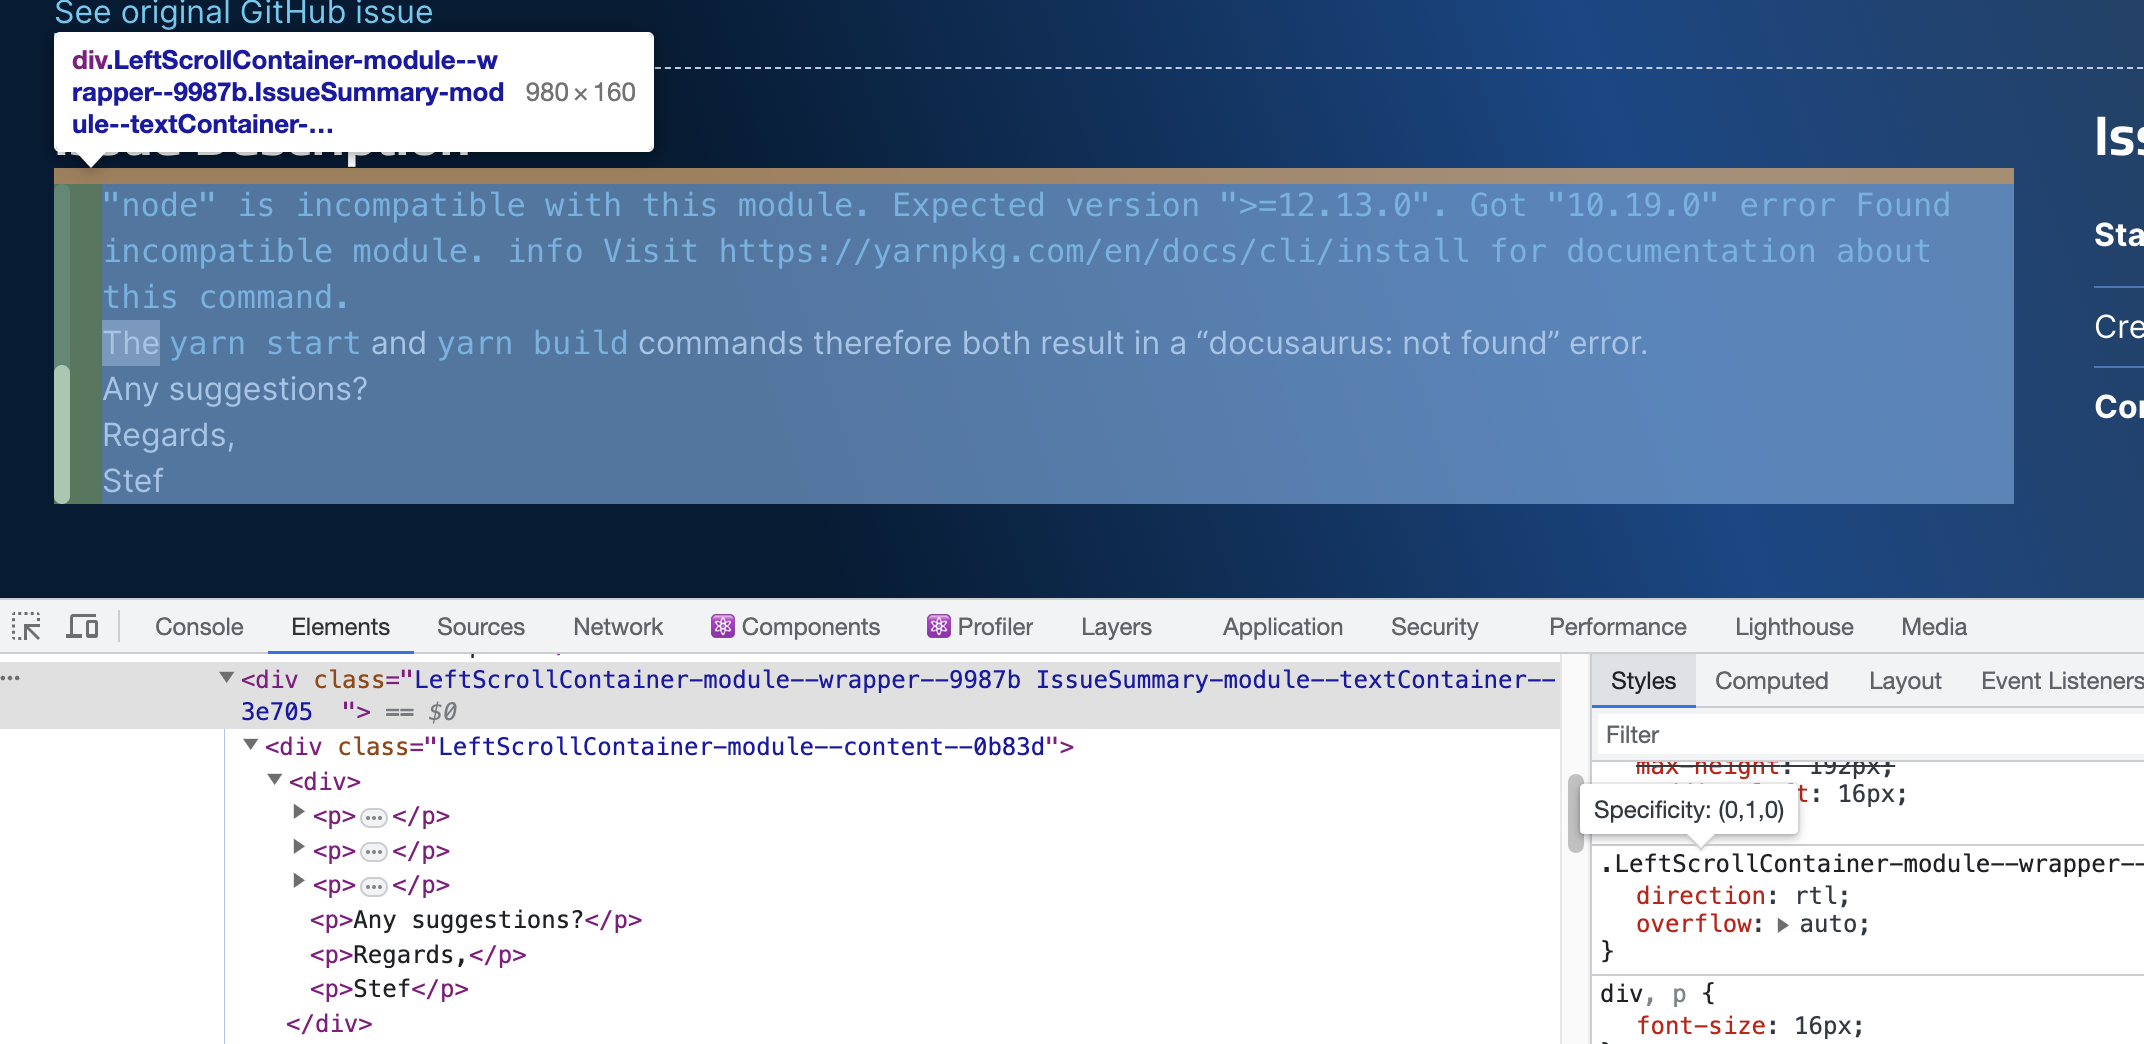 See original GitHub issue
div.LeftScrollContainer-module--w
rapper--9987b.IssueSummary-mod
ule--textContainer-…
980 × 160
Issue Description
"node" is incompatible with this module. Expected version ">=12.13.0". Got "10.19.0" error Found
incompatible module. info Visit https://yarnpkg.com/en/docs/cli/install for documentation about
this command.
The yarn start and yarn build commands therefore both result in a “docusaurus: not found” error.
Any suggestions?
Regards,
Stef
Iss
Sta
Cre
Cor
Console Elements Sources Network Components Profiler Layers Application Security Performance Lighthouse Media
<div class="LeftScrollContainer-module--wrapper--9987b IssueSummary-module--textContainer--
3e705  "> == $0
<div class="LeftScrollContainer-module--content--0b83d">
<div>
<p>…</p>
<p>…</p>
<p>…</p>
<p>Any suggestions?</p>
<p>Regards,</p>
<p>Stef</p>
</div>
Styles Computed Layout Event Listeners
Filter
max-height: 192px;
t: 16px;
Specificity: (0,1,0)
.LeftScrollContainer-module--wrapper--
direction: rtl;
overflow: auto;
}
div, p {
font-size: 16px;